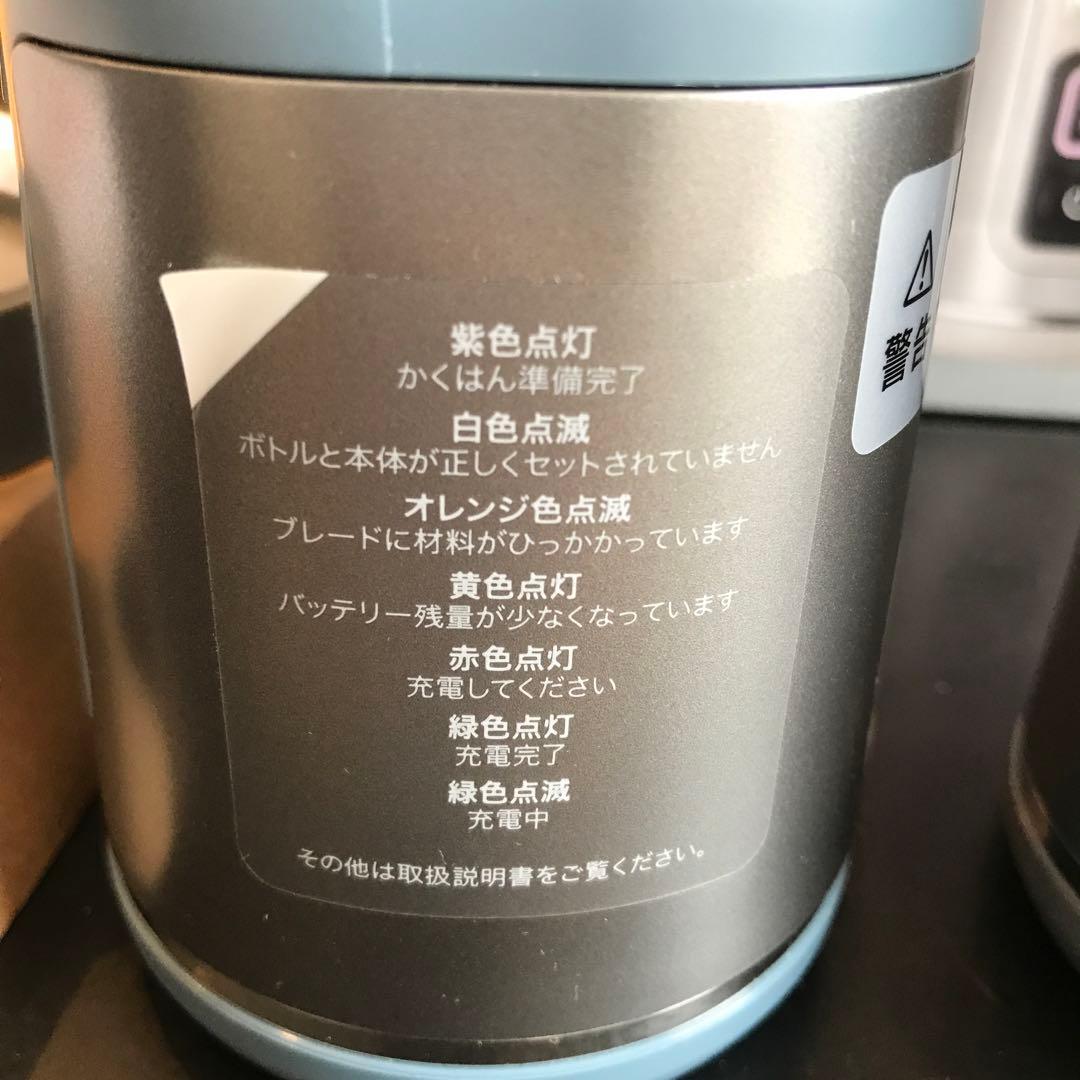 紫色点灯
かくはん準備完了
白色点滅
ボトルと本体が正しくセットされていません
オレンジ色点滅
ブレードに材料がひっかかっています
黄色点灯
バッテリー残量が少なくなっています
赤色点灯
充電してください
緑色点灯
充電完了
緑色点滅
充電中
その他は取扱説明書をご覧ください。
警告